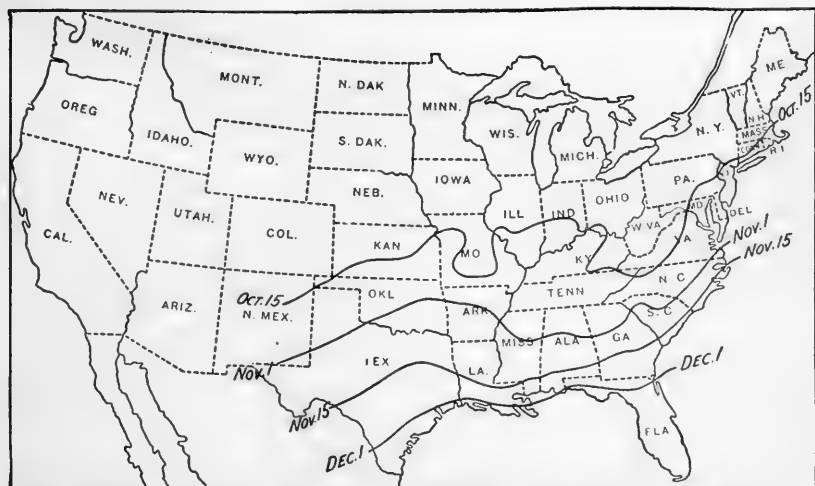 WASH.
MONT.
N. DAK
MINN.
ME
VT.
N.H.
OCT.15
OREG
IDAHO.
S. DAK.
WIS.
MICH.
N.Y.
MASS
CONN
R I
WYO.
NEB.
IOWA
PA.
N.J.
NEV.
UTAH.
COL.
ILL
IND
OHIO
MD
DEL
W VA
VA
CAL.
KAN
MO
KY
NOV.1
NOV.15
OCT.15
ARIZ.
N. MEX.
OKL
ARK
TENN
N C
S. C
NOV.1
TEX
LA.
MISS
ALA
GA
DEC.1
NOV.15
DEC.1
FLA